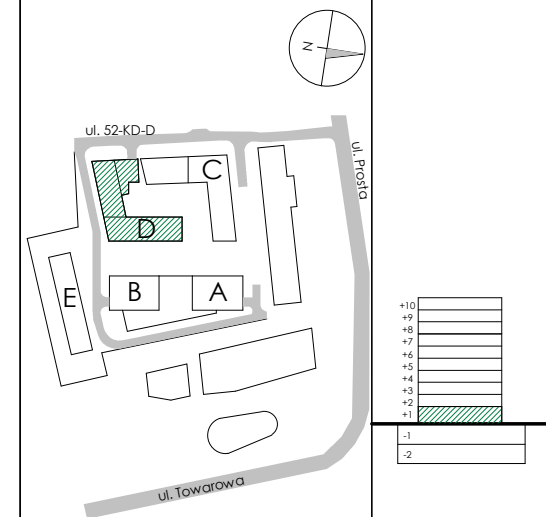 N
ul. 52-KD-D
ul. Prosta
C
D
E
B
A
ul. Towarowa
+10
+9
+8
+7
+6
+5
+4
+3
+2
+1
-1
-2